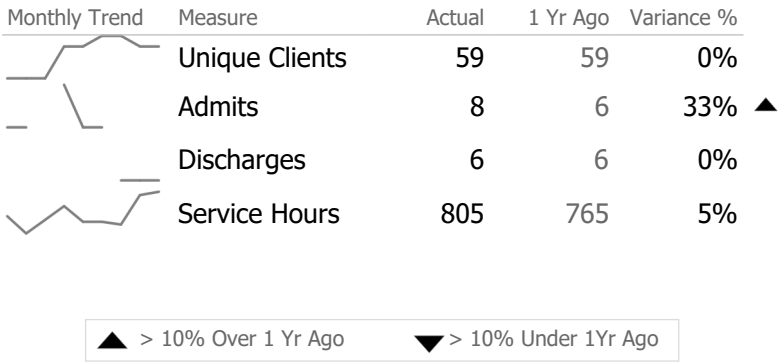 Monthly Trend Measure Actual 1 Yr Ago Variance %
Unique Clients 59 59 0%
Admits 8 6 33% ▲
Discharges 6 6 0%
Service Hours 805 765 5%
▲ > 10% Over 1 Yr Ago ▼ > 10% Under 1Yr Ago